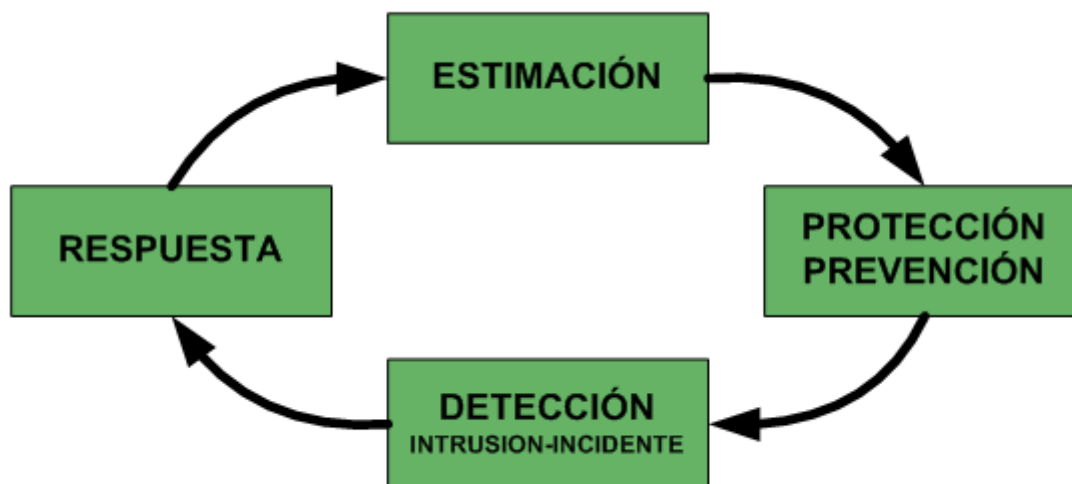 ESTIMACIÓN
RESPUESTA
PROTECCIÓN
PREVENCIÓN
DETECCIÓN
INTRUSION-INCIDENTE